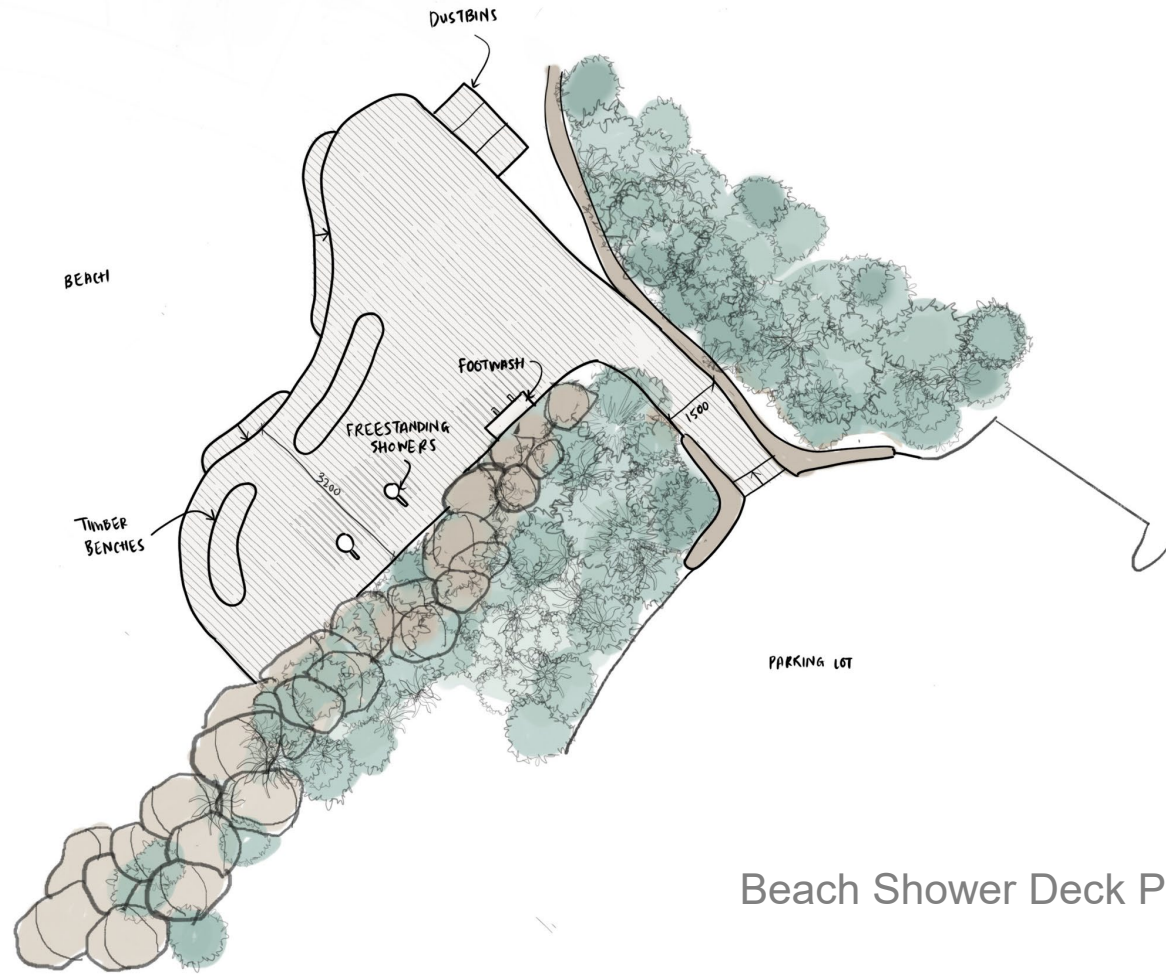 DUSTBINS
BEACH
FOOTWASH
FREESTANDING
SHOWERS
1500
3200
TIMBER
BENCHES
PARKING LOT
Beach Shower Deck P